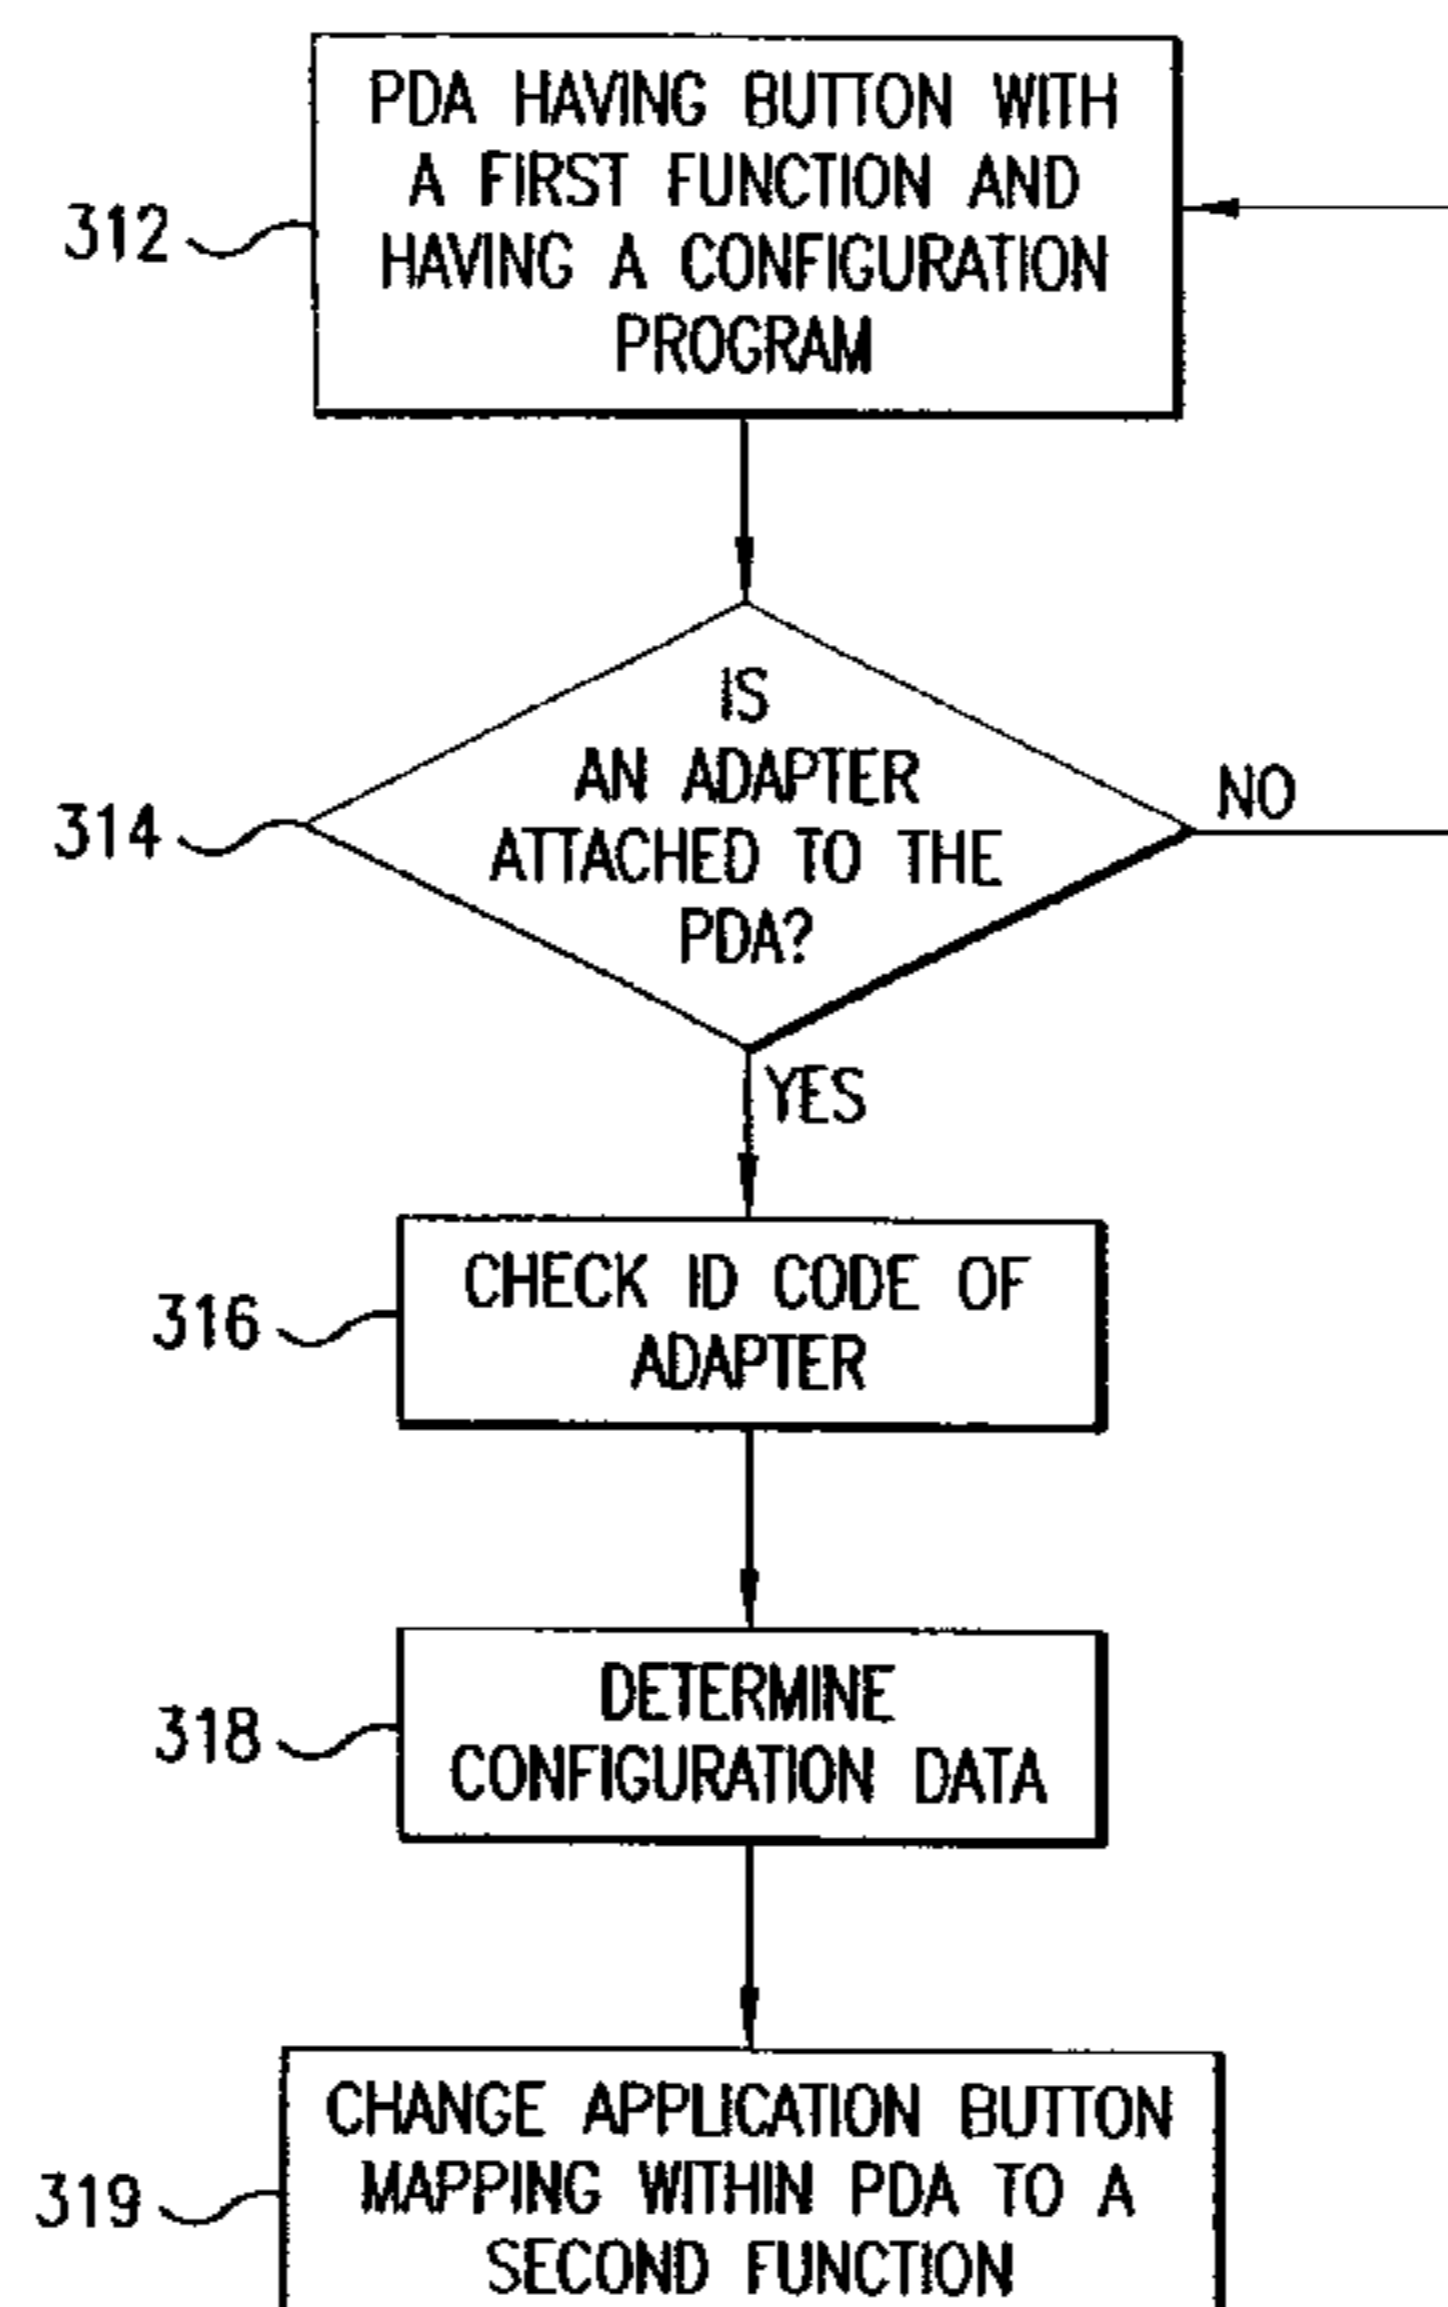 PDA HAVING BUTTON WITH
A FIRST FUNCTION AND
HAVING A CONFIGURATION
PROGRAM
312
IS
AN ADAPTER
ATTACHED TO THE
PDA?
314
NO
YES
CHECK ID CODE OF
ADAPTER
316
DETERMINE
CONFIGURATION DATA
318
CHANGE APPLICATION BUTTON
MAPPING WITHIN PDA TO A
SECOND FUNCTION
319